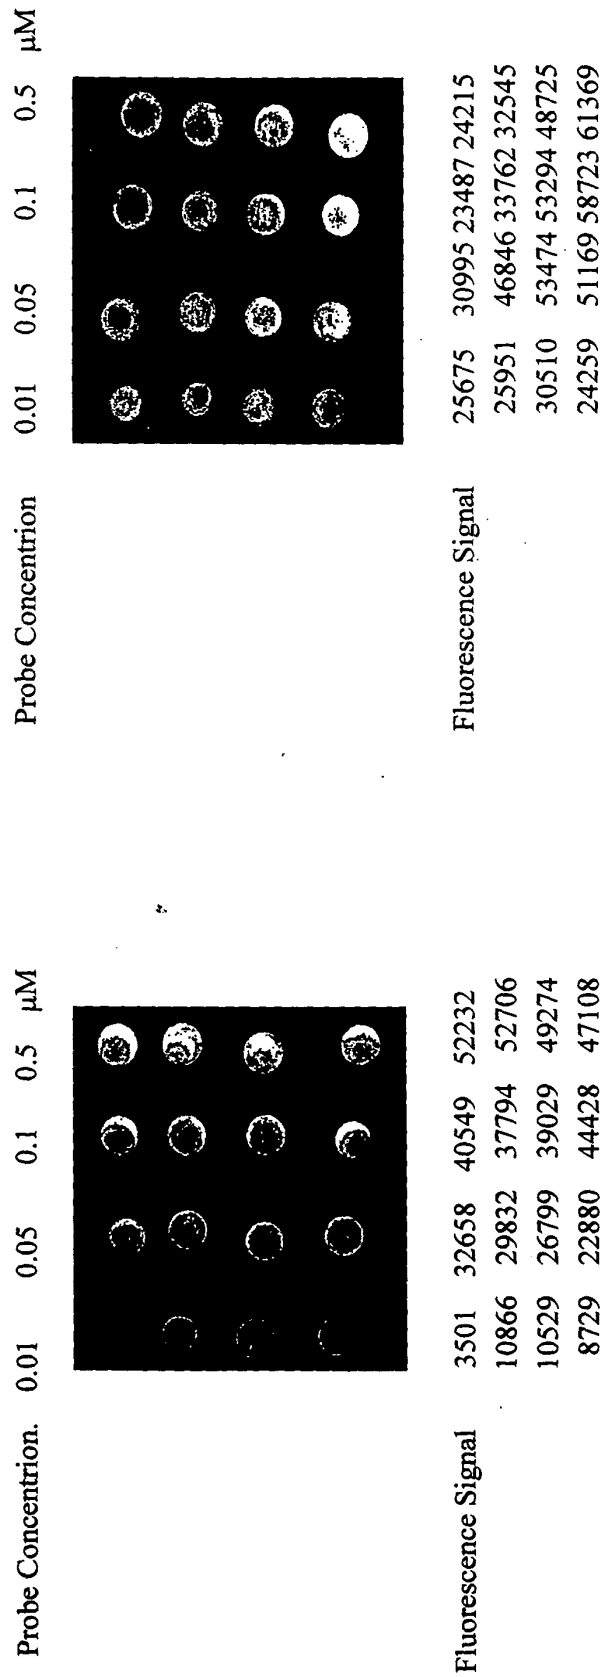 Probe Concentrion. 0.01 0.05 0.1 0.5 μM
Fluorescence Signal 3501 32658 40549 52232
10866 29832 37794 52706
10529 26799 39029 49274
8729 22880 44428 47108
Probe Concentrion 0.01 0.05 0.1 0.5 μM
Fluorescence Signal 25675 30995 23487 24215
25951 46846 33762 32545
30510 53474 53294 48725
24259 51169 58723 61369